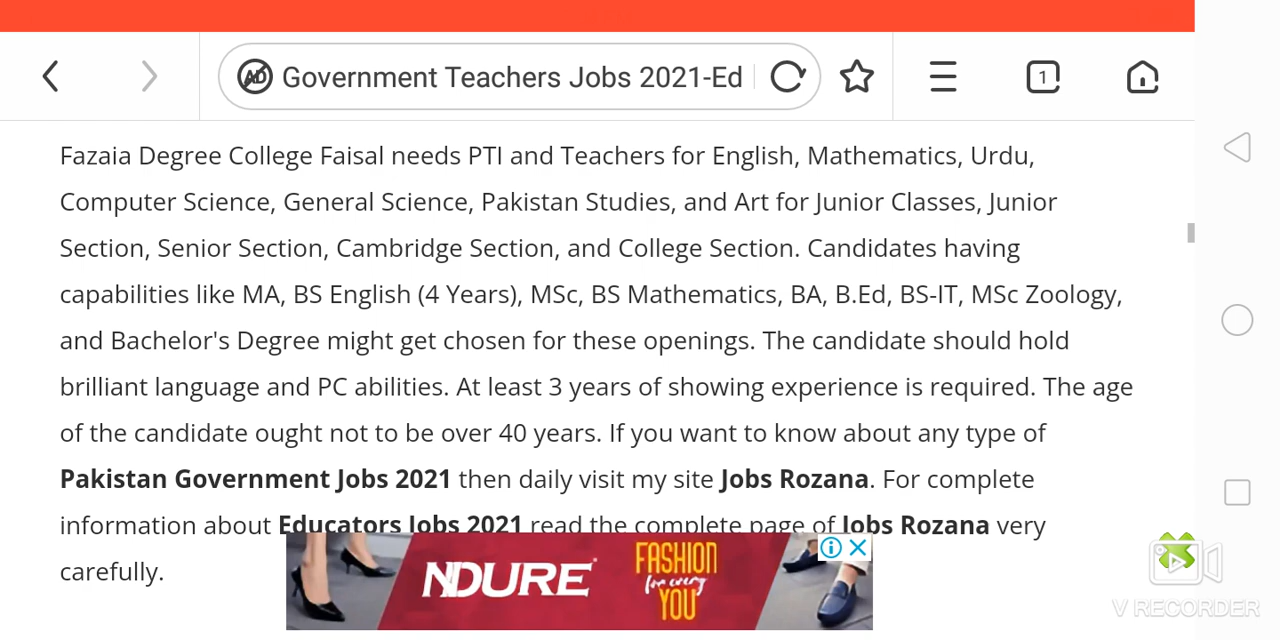 Government Teachers Jobs 2021-Ed
1
Fazaia Degree College Faisal needs PTI and Teachers for English, Mathematics, Urdu,
Computer Science, General Science, Pakistan Studies, and Art for Junior Classes, Junior
Section, Senior Section, Cambridge Section, and College Section. Candidates having
capabilities like MA, BS English (4 Years), MSc, BS Mathematics, BA, B.Ed, BS-IT, MSc Zoology,
and Bachelor's Degree might get chosen for these openings. The candidate should hold
brilliant language and PC abilities. At least 3 years of showing experience is required. The age
of the candidate ought not to be over 40 years. If you want to know about any type of
Pakistan Government Jobs 2021 then daily visit my site Jobs Rozana. For complete
information about Educators Jobs 2021 read the complete page of Jobs Rozana very
carefully.
NDURE
FASHION
for every
YOU
V RECORDER